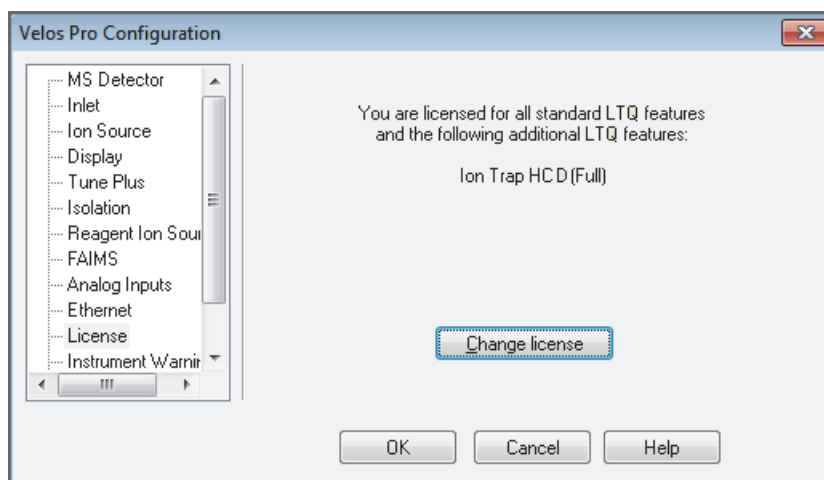 Velos Pro Configuration
MS Detector
Inlet
Ion Source
Display
Tune Plus
Isolation
Reagent Ion Sour
FAIMS
Analog Inputs
Ethernet
License
Instrument Warnin
You are licensed for all standard LTQ features
and the following additional LTQ features:
Ion Trap HCD(Full)
Change license
OK
Cancel
Help